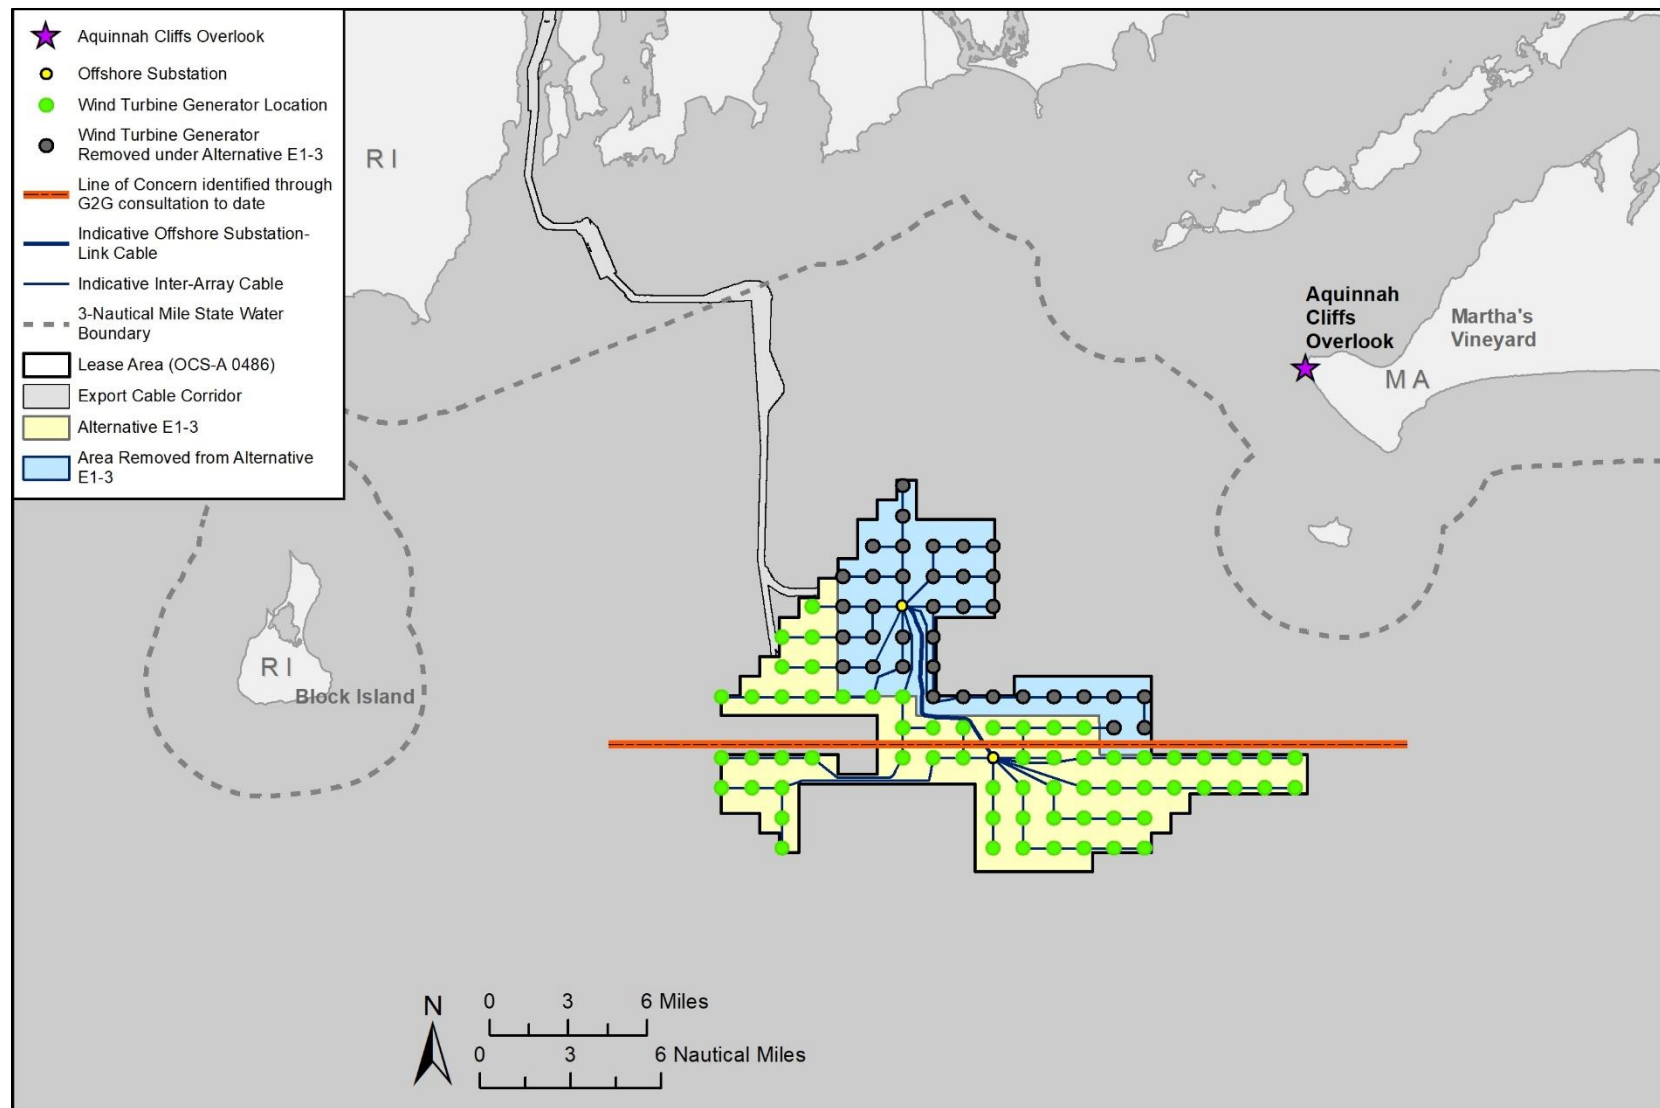 Aquinnah Cliffs Overlook
Offshore Substation
Wind Turbine Generator Location
Wind Turbine Generator
Removed under Alternative E1-3
Line of Concern identified through
G2G consultation to date
Indicative Offshore Substation-
Link Cable
Indicative Inter-Array Cable
3-Nautical Mile State Water
Boundary
Lease Area (OCS-A 0486)
Export Cable Corridor
Alternative E1-3
Area Removed from Alternative
E1-3
RI
Aquinnah
Cliffs
Overlook
Martha's
Vineyard
MA
RI
Block Island
N
0 3 6 Miles
0 3 6 Nautical Miles